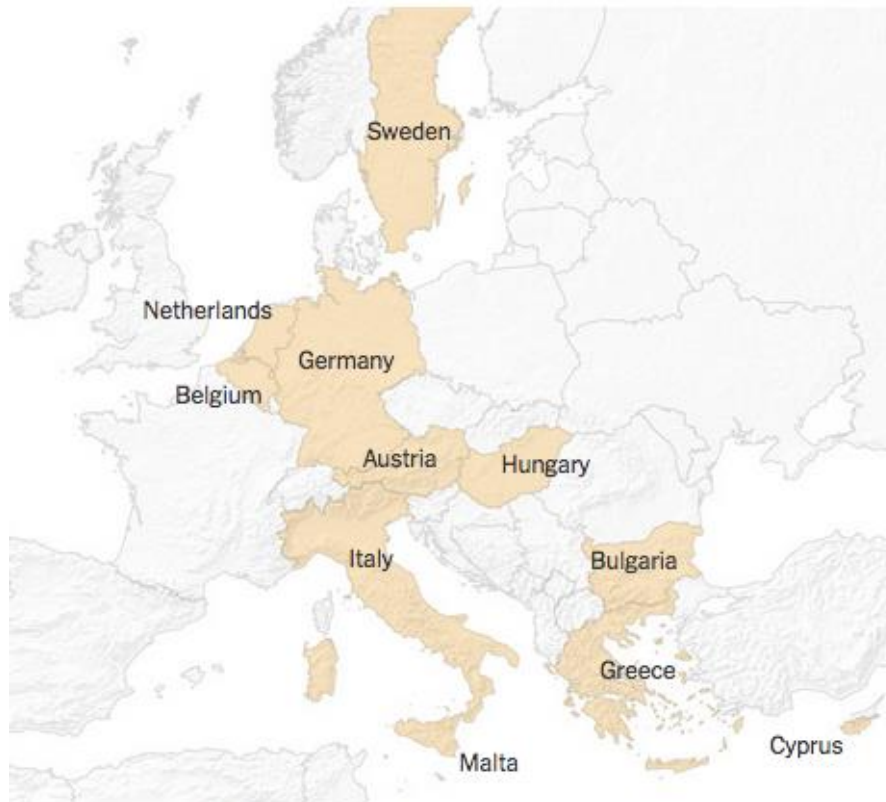 Sweden
Netherlands
Germany
Belgium
Austria
Hungary
Italy
Bulgaria
Greece
Cyprus
Malta